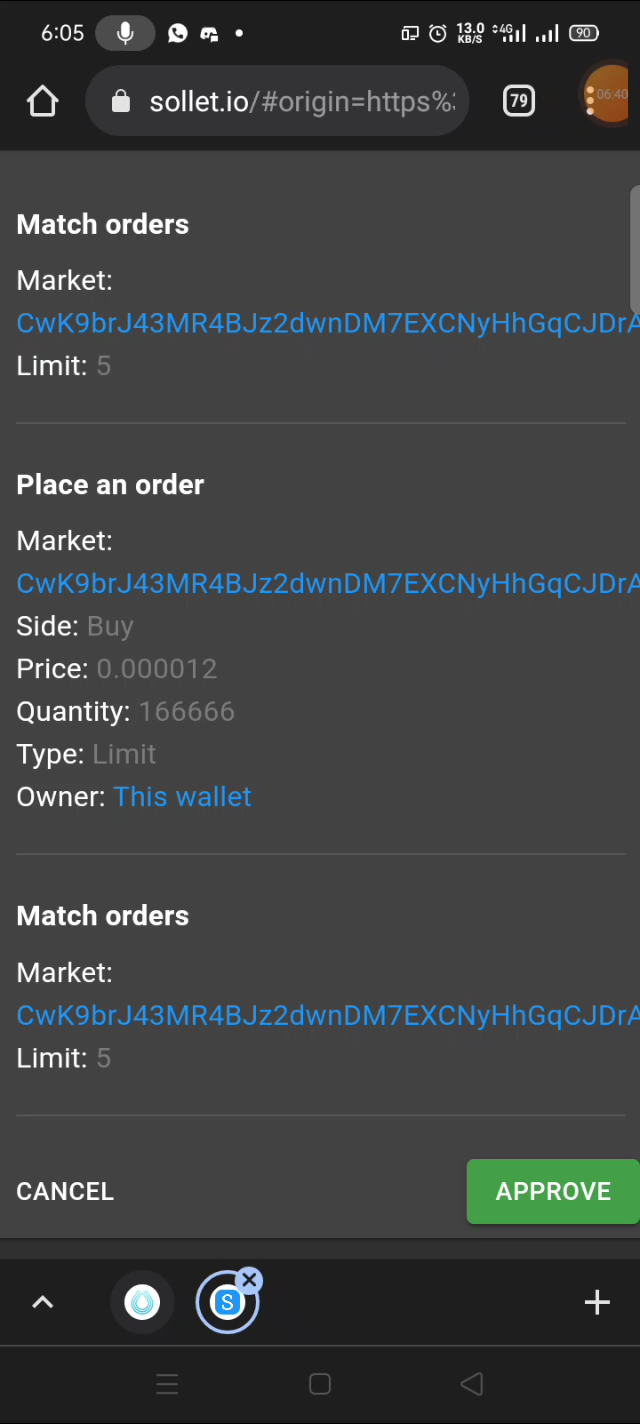 6:05
13.0 KB/S
4G
90
sollet.io/#origin=https%3
79
06:40
Match orders
Market:
CwK9brJ43MR4BJz2dwnDM7EXCNyHhGqCJDrA
Limit: 5
Place an order
Market:
CwK9brJ43MR4BJz2dwnDM7EXCNyHhGqCJDrA
Side: Buy
Price: 0.000012
Quantity: 166666
Type: Limit
Owner: This wallet
Match orders
Market:
CwK9brJ43MR4BJz2dwnDM7EXCNyHhGqCJDrA
Limit: 5
CANCEL
APPROVE
S